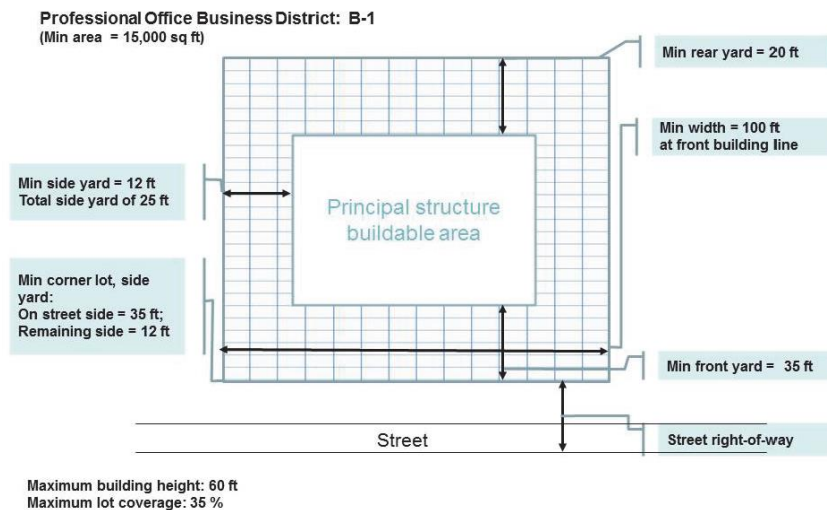 Professional Office Business District: B-1
(Min area = 15,000 sq ft)
Min rear yard = 20 ft
Min width = 100 ft
at front building line
Min side yard = 12 ft
Total side yard of 25 ft
Principal structure
buildable area
Min corner lot, side
yard:
On street side = 35 ft;
Remaining side = 12 ft
Min front yard = 35 ft
Street
Street right-of-way
Maximum building height: 60 ft
Maximum lot coverage: 35 %